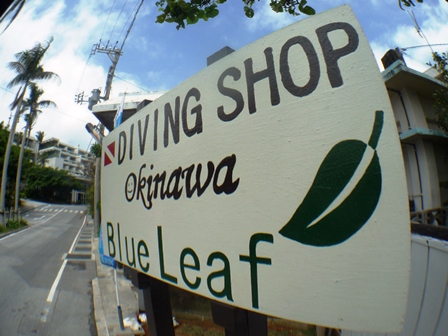 DIVING SHOP
Okinawa
Blue Leaf